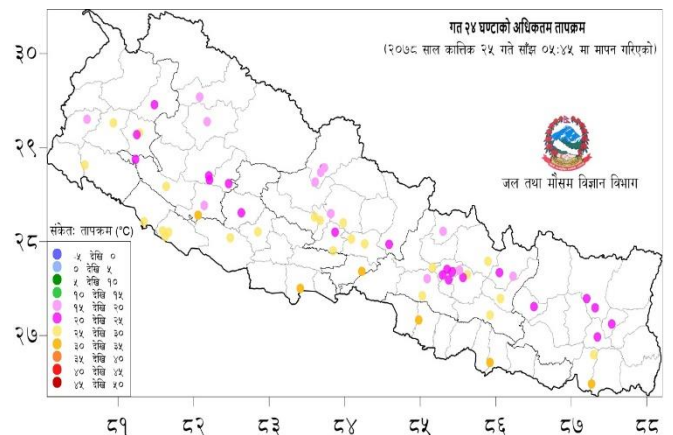 गत २४ घण्टाको अधिकतम तापक्रम
(२०७८ साल कात्तिक २५ गते साँझ ०५:४५ मा मापन गरिएको)
जल तथा मौसम विज्ञान विभाग
३०
२९
२८
२७
संकेतः तापक्रम (°C)
-५ देखि ०
० देखि ५
५ देखि १०
१० देखि १५
१५ देखि २०
२० देखि २५
२५ देखि ३०
३० देखि ३५
३५ देखि ४०
४० देखि ४५
४५ देखि ५०
८१ ८२ ८३ ८४ ८५ ८६ ८७ ८८